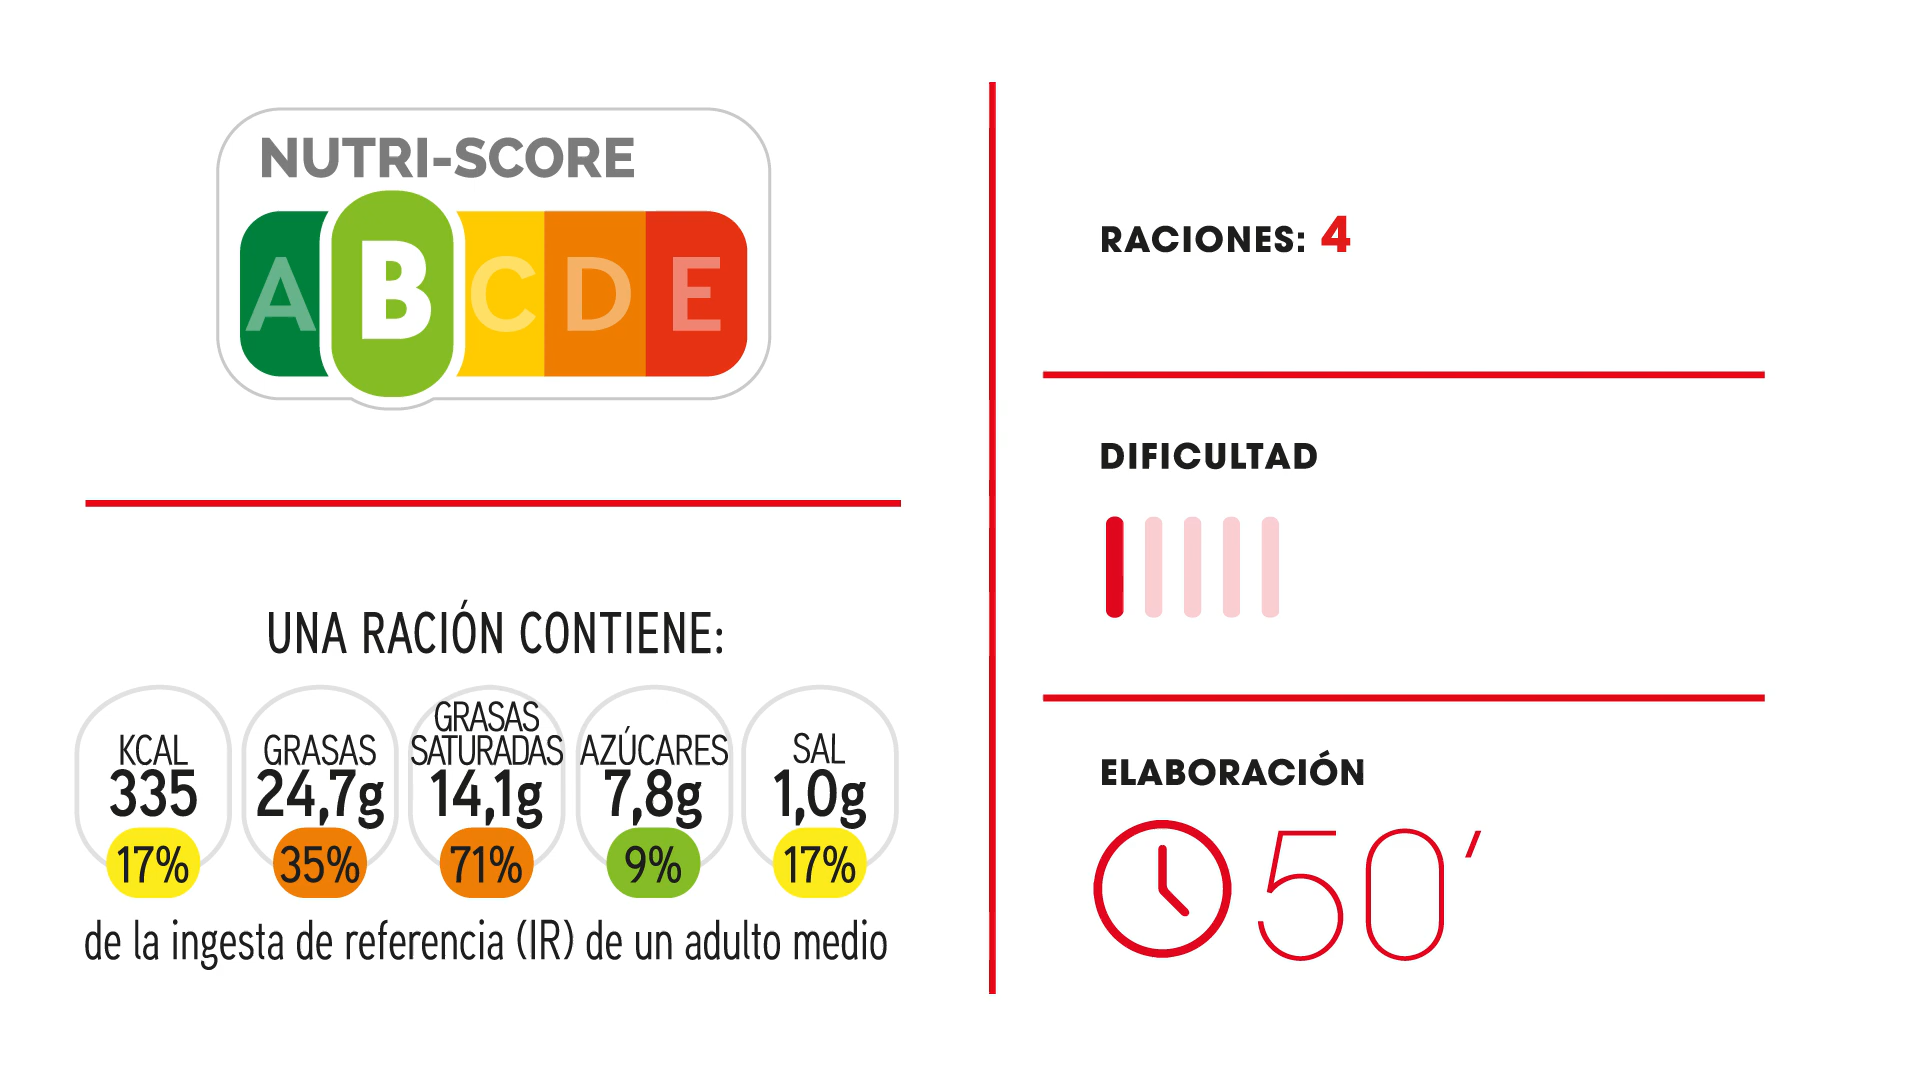 NUTRI-SCORE
A B C D E
UNA RACIÓN CONTIENE:
KCAL
335
17%
GRASAS
24,7g
35%
GRASAS
SATURADAS
14,1g
71%
AZÚCARES
7,8g
9%
SAL
1,0g
17%
de la ingesta de referencia (IR) de un adulto medio
RACIONES: 4
DIFICULTAD
ELABORACIÓN
50′